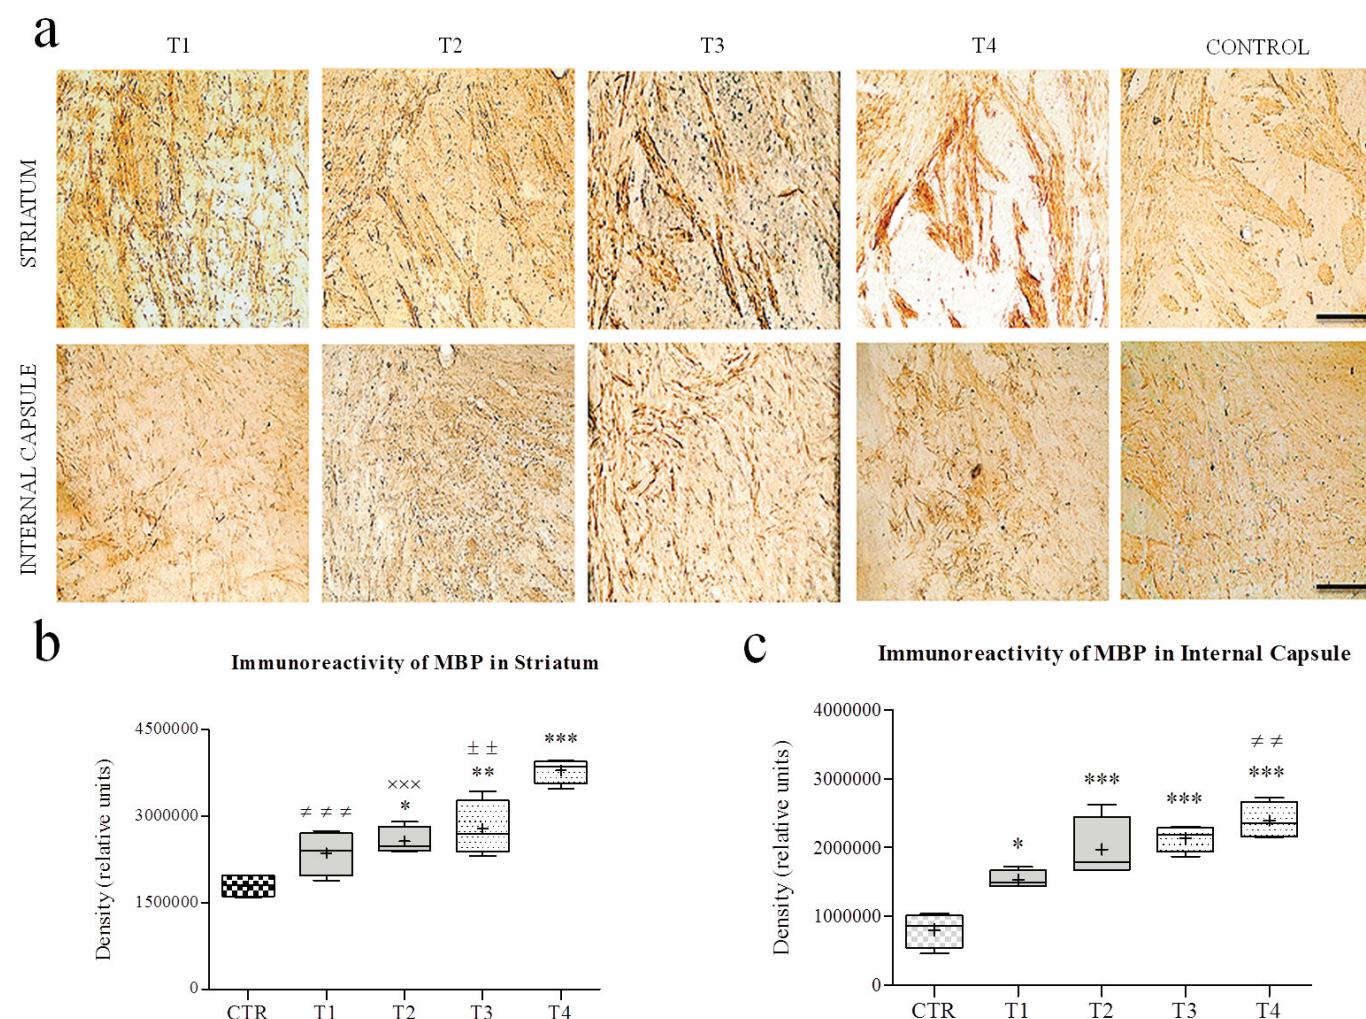 a
T1 T2 T3 T4 CONTROL
STRIATUM
INTERNAL CAPSULE
b
Immunoreactivity of MBP in Striatum
Density (relative units)
4500000
3000000
1500000
0
≠ ≠ ≠
×××
*
± ±
**
***
CTR T1 T2 T3 T4
c
Immunoreactivity of MBP in Internal Capsule
Density (relative units)
4000000
3000000
2000000
1000000
0
*
***
***
≠ ≠
***
CTR T1 T2 T3 T4